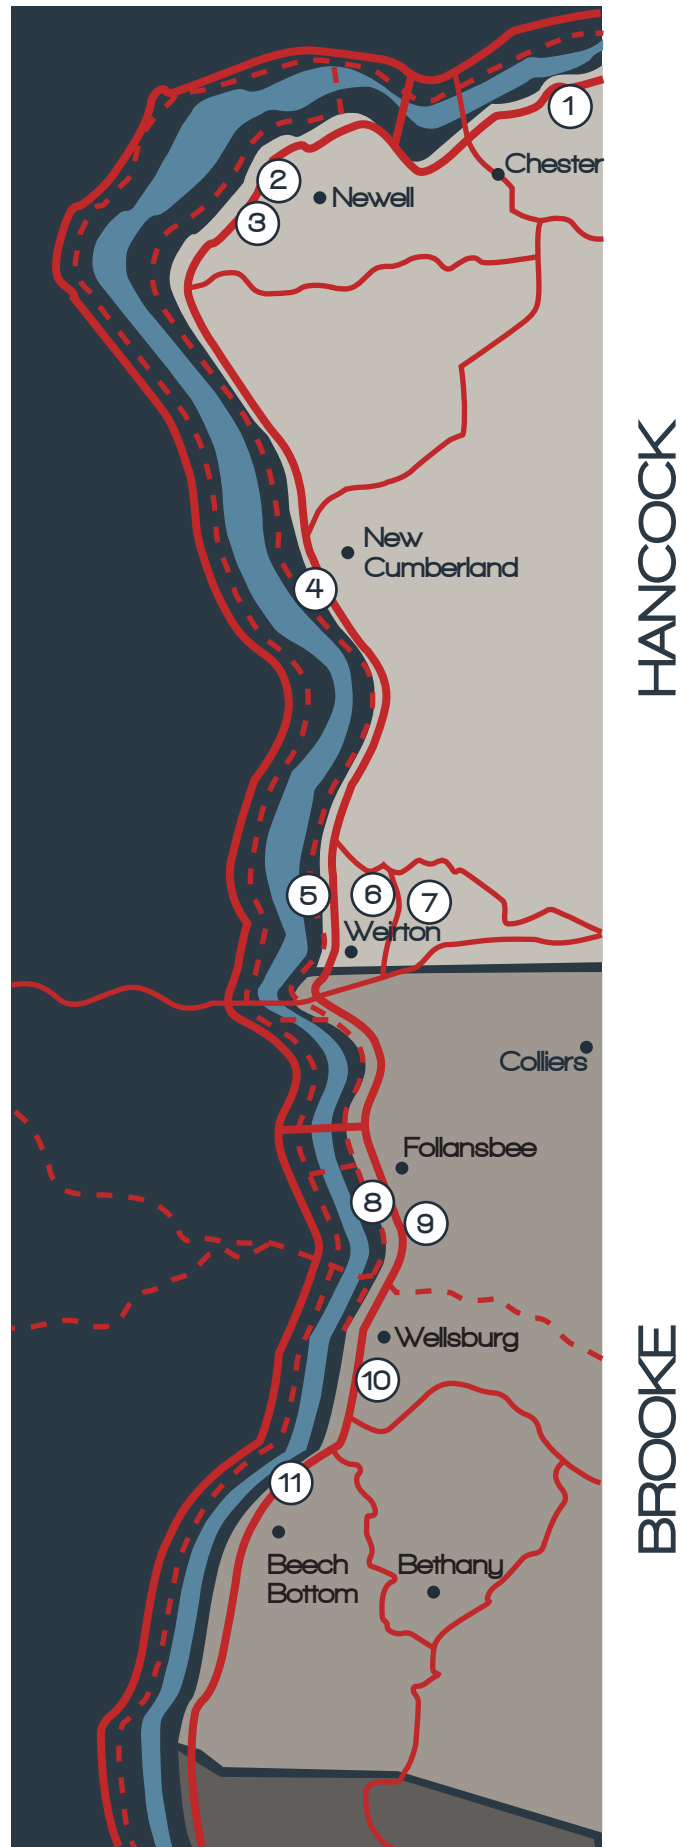 1
Chester
2
Newell
3
HANCOCK
New
Cumberland
4
5
6
7
Weirton
Colliers
Follansbee
8
9
Wellsburg
BROOKE
10
11
Beech
Bottom
Bethany